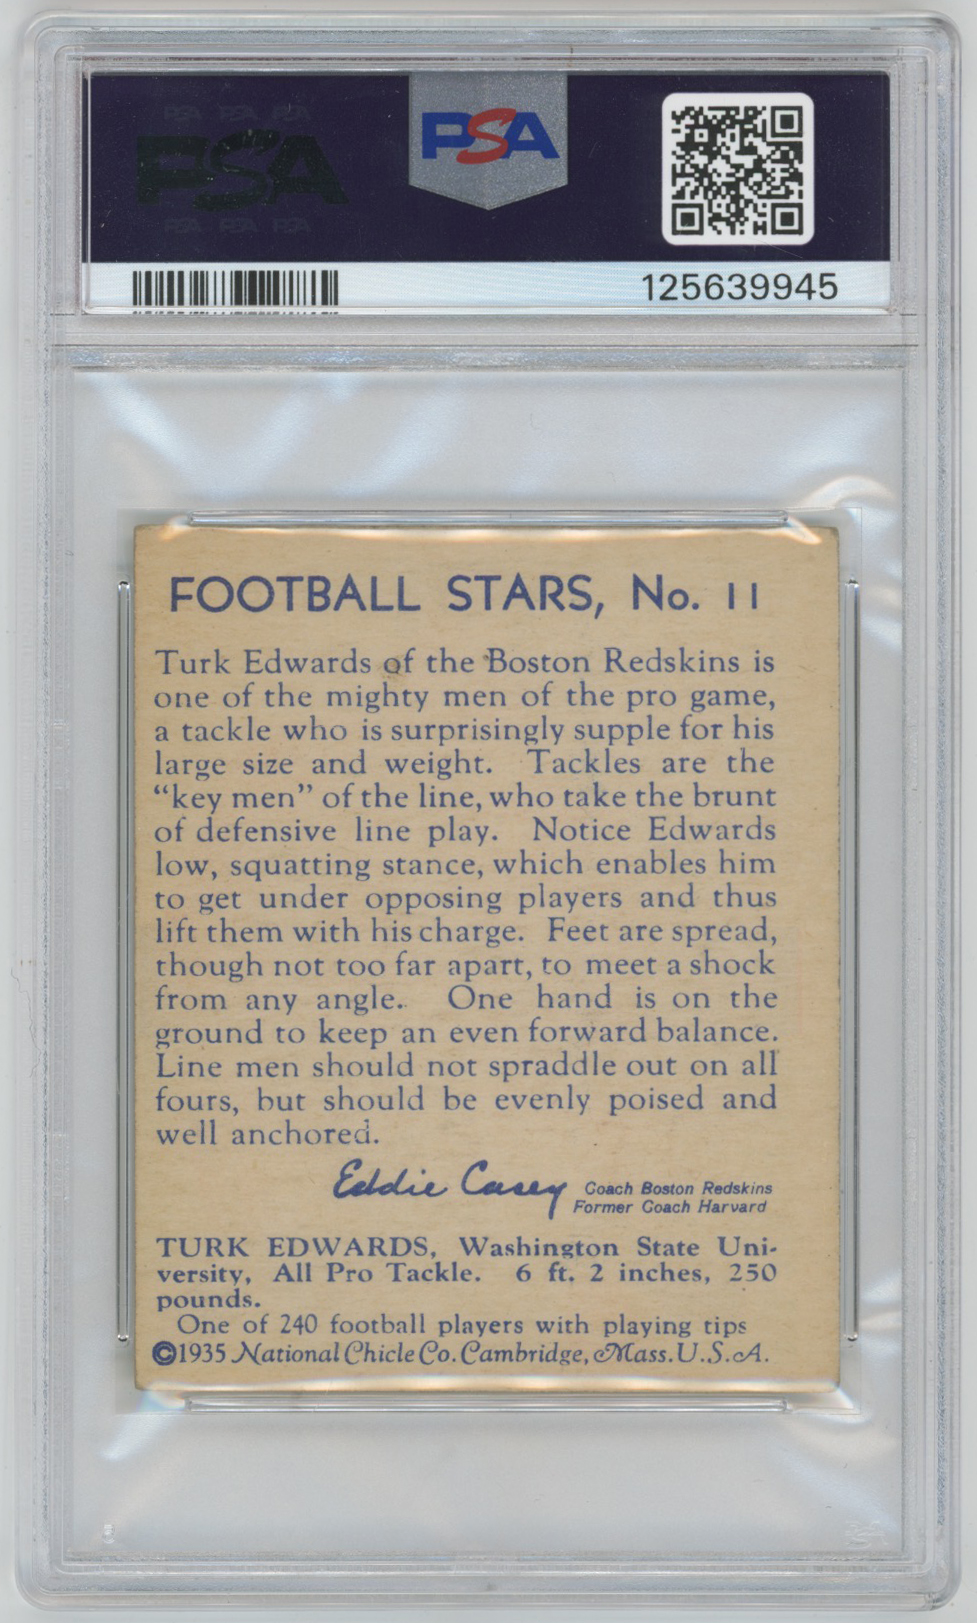 PSA PSA PSA
PSA
PSA PSA PSA
PSA
125639945
FOOTBALL STARS, No. 11
Turk Edwards of the Boston Redskins is
one of the mighty men of the pro game,
a tackle who is surprisingly supple for his
large size and weight. Tackles are the
“key men” of the line, who take the brunt
of defensive line play. Notice Edwards
low, squatting stance, which enables him
to get under opposing players and thus
lift them with his charge. Feet are spread,
though not too far apart, to meet a shock
from any angle. One hand is on the
ground to keep an even forward balance.
Line men should not spraddle out on all
fours, but should be evenly poised and
well anchored.
Eddie Casey Coach Boston Redskins
Former Coach Harvard
TURK EDWARDS, Washington State Uni-
versity, All Pro Tackle. 6 ft. 2 inches, 250
pounds.
One of 240 football players with playing tips
©1935 National Chicle Co. Cambridge, Mass. U.S.A.